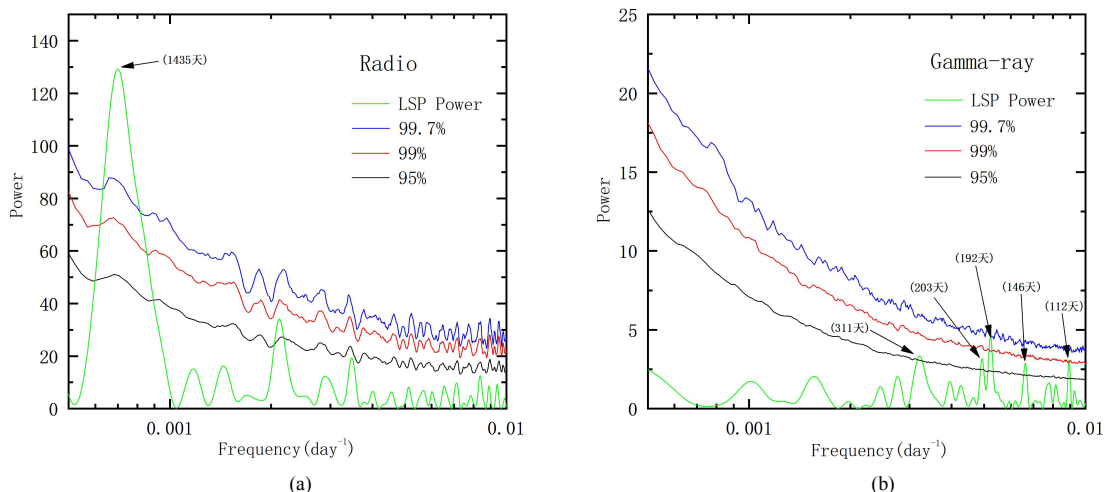 140
120
100
80
60
40
20
0
Power
(1435天)
Radio
LSP Power
99.7%
99%
95%
0.001
0.01
Frequency(day⁻¹)
(a)
25
20
15
10
5
0
Power
Gamma-ray
LSP Power
99.7%
99%
95%
(192天)
(203天)
(146天)
(112天)
(311天)
0.001
0.01
Frequency(day⁻¹)
(b)